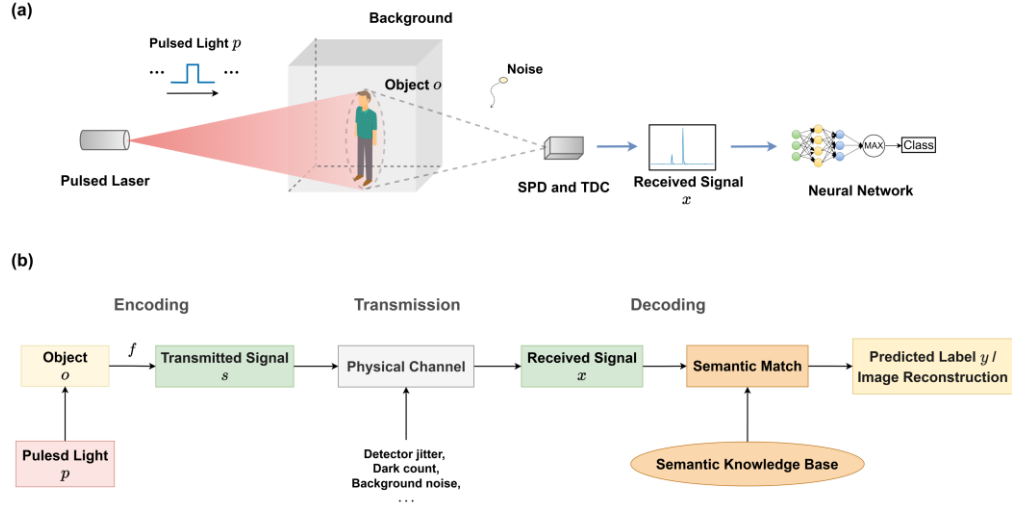 (a)
Background
Pulsed Light p
... ...
Object o
Noise
Pulsed Laser
SPD and TDC
Received Signal
x
MAX
Class
Neural Network
(b)
Encoding
Transmission
Decoding
Object
o
f
Transmitted Signal
s
Physical Channel
Received Signal
x
Semantic Match
Predicted Label y /
Image Reconstruction
Pulesd Light
p
Detector jitter,
Dark count,
Background noise,
...
Semantic Knowledge Base